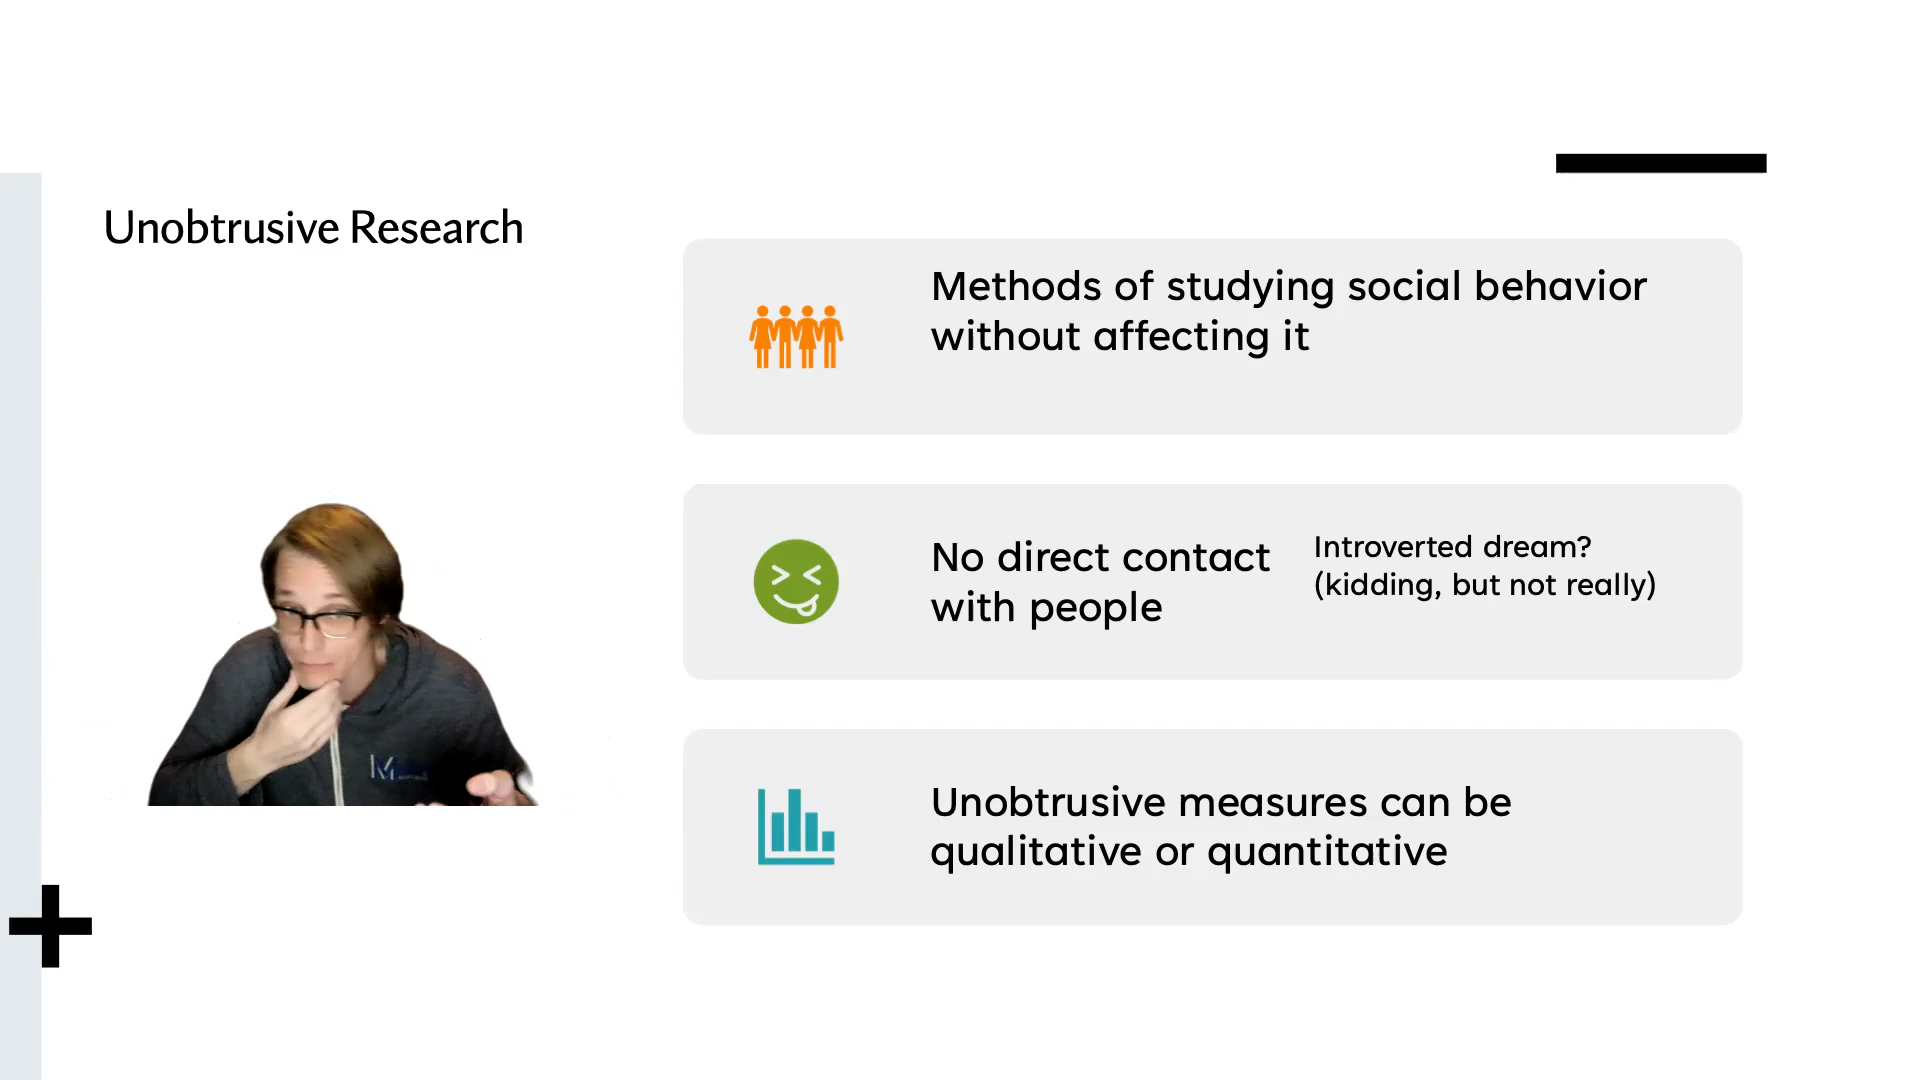 Unobtrusive Research
Methods of studying social behavior
without affecting it
No direct contact
with people
Introverted dream?
(kidding, but not really)
Unobtrusive measures can be
qualitative or quantitative
M